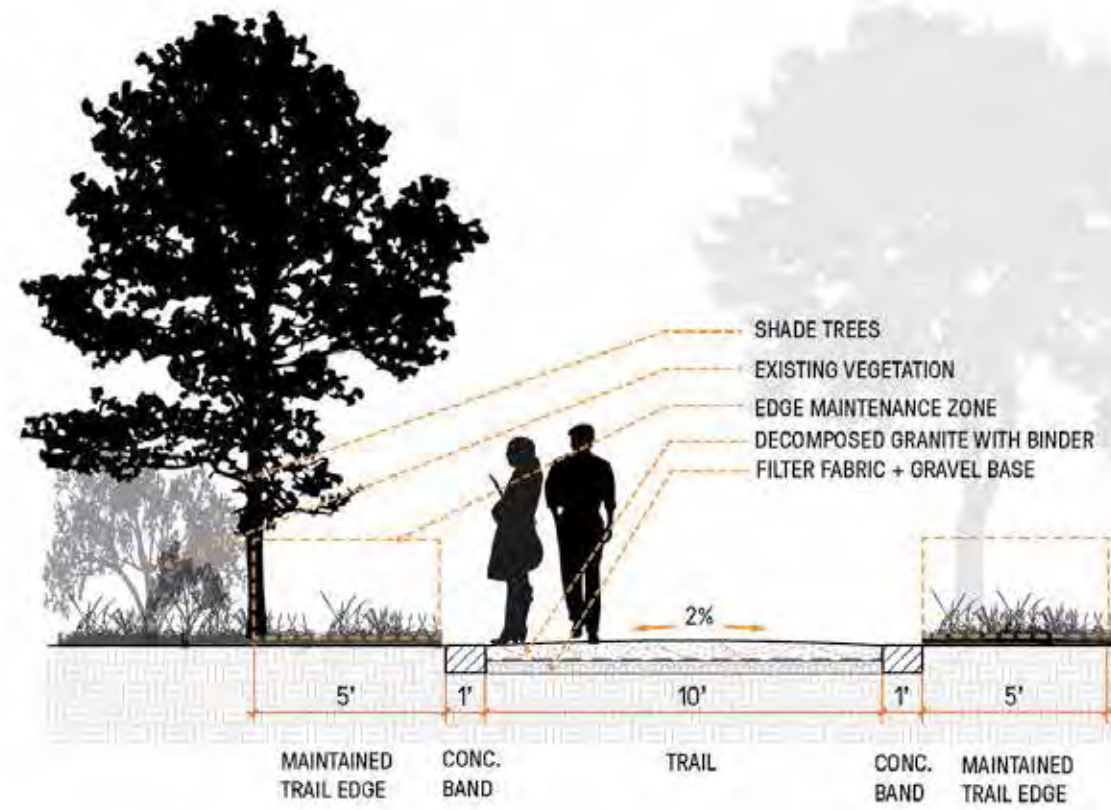 SHADE TREES
EXISTING VEGETATION
EDGE MAINTENANCE ZONE
DECOMPOSED GRANITE WITH BINDER
FILTER FABRIC + GRAVEL BASE
2%
5'
1'
10'
1'
5'
MAINTAINED
TRAIL EDGE
CONC.
BAND
TRAIL
CONC.
BAND
MAINTAINED
TRAIL EDGE